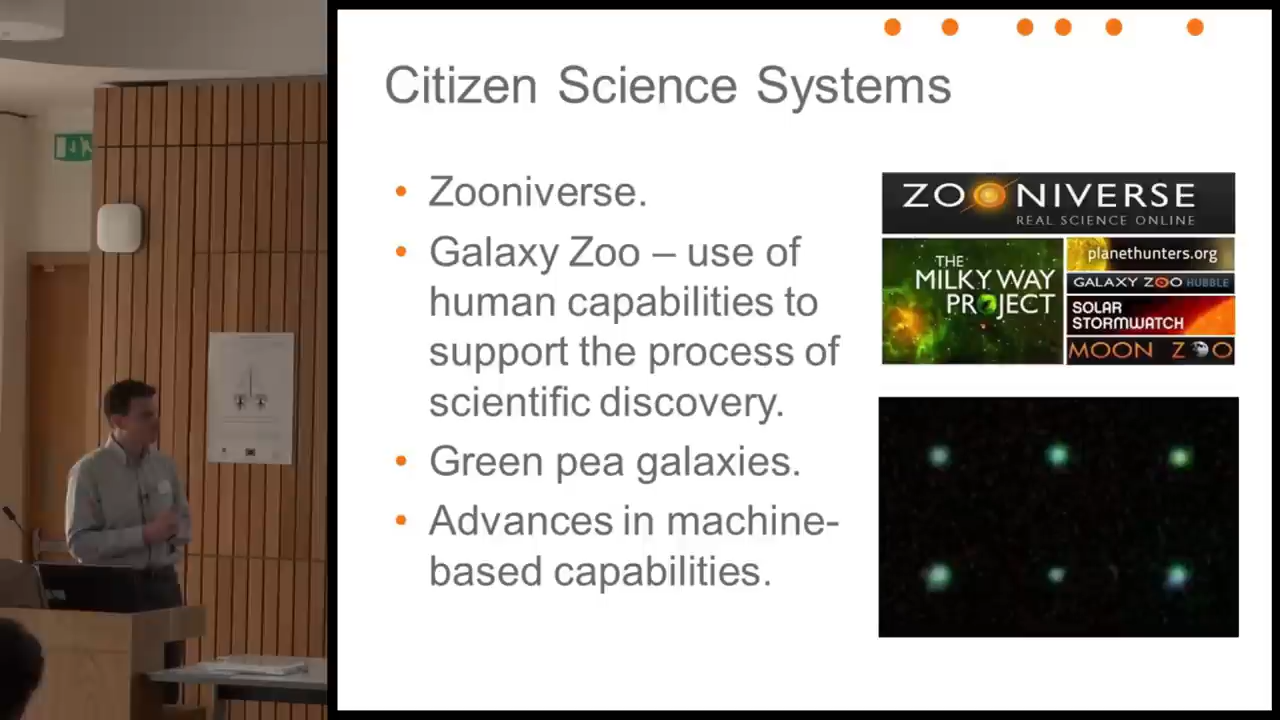 Citizen Science Systems
• Zooniverse.
• Galaxy Zoo – use of
human capabilities to
support the process of
scientific discovery.
• Green pea galaxies.
• Advances in machine-
based capabilities.
ZOONIVERSE
REAL SCIENCE ONLINE
THE
MILKY WAY
PROJECT
planethunters.org
GALAXY ZOO HUBBLE
SOLAR
STORMWATCH
MOON ZOO